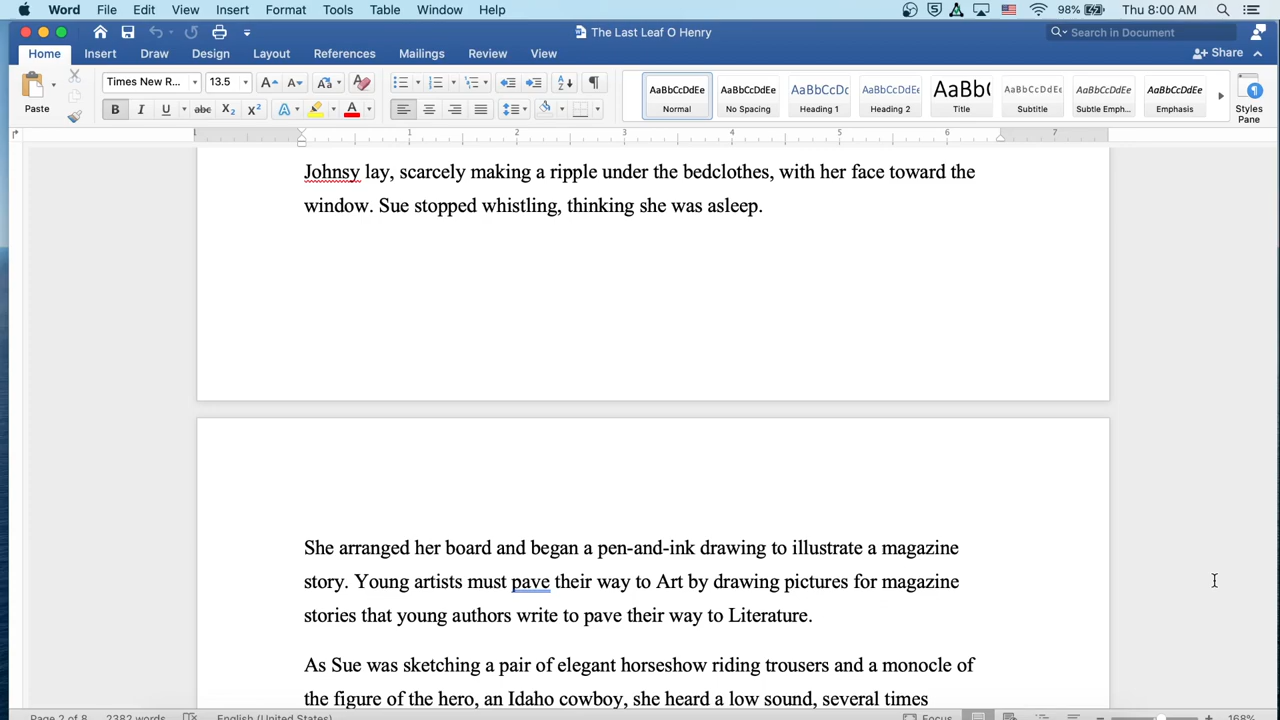 Word File Edit View Insert Format Tools Table Window Help 98% Thu 8:00 AM
The Last Leaf O Henry Search in Document
Home Insert Draw Design Layout References Mailings Review View Share
Times New R... 13.5
AaBbCcDdEe AaBbCcDdEe AaBbCcDc AaBbCcDdEe AaBb( AaBbCcDdEe AaBbCcDdEe AaBbCcDdEe
Paste Normal No Spacing Heading 1 Heading 2 Title Subtitle Subtle Emph... Emphasis Styles Pane
1 2 3 4 5 6 7
Johnsy lay, scarcely making a ripple under the bedclothes, with her face toward the
window. Sue stopped whistling, thinking she was asleep.
She arranged her board and began a pen-and-ink drawing to illustrate a magazine
story. Young artists must pave their way to Art by drawing pictures for magazine
stories that young authors write to pave their way to Literature.
As Sue was sketching a pair of elegant horseshow riding trousers and a monocle of
the figure of the hero, an Idaho cowboy, she heard a low sound, several times
Page 2 of 8 2382 words English (United States) Focus 168%